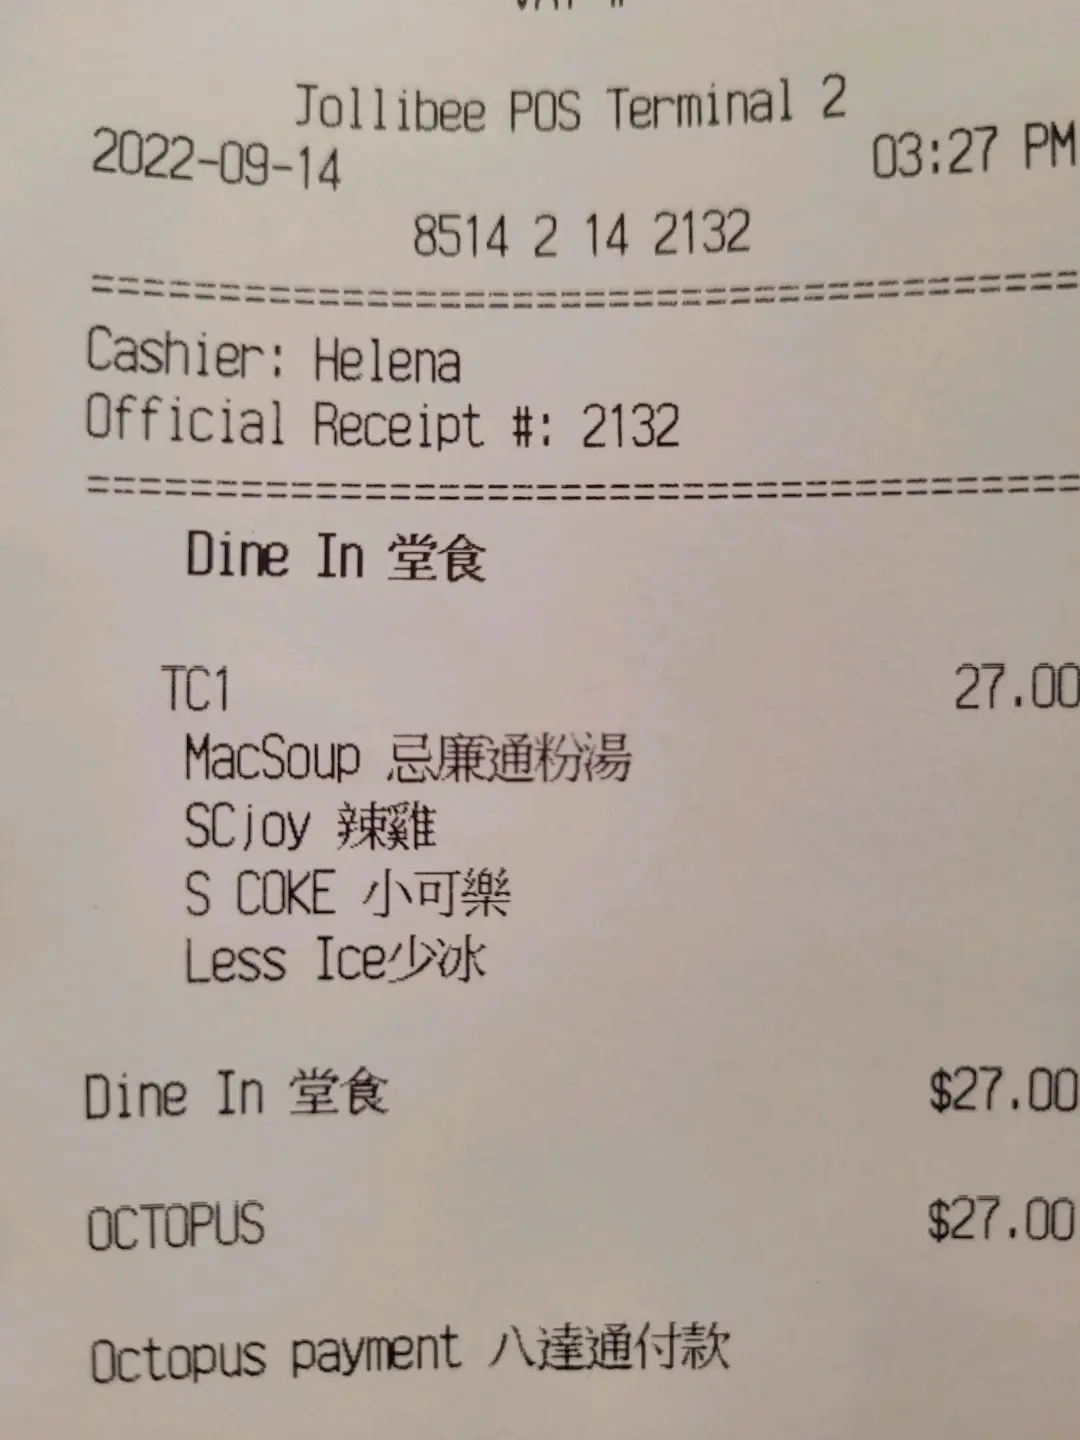 VAT #
Jollibee POS Terminal 2
2022-09-14 03:27 PM
8514 2 14 2132
Cashier: Helena
Official Receipt #: 2132
Dine In 堂食
TC1 27.00
MacSoup 忌廉通粉湯
SCjoy 辣雞
S COKE 小可樂
Less Ice少冰
Dine In 堂食 $27.00
OCTOPUS $27.00
Octopus payment 八達通付款